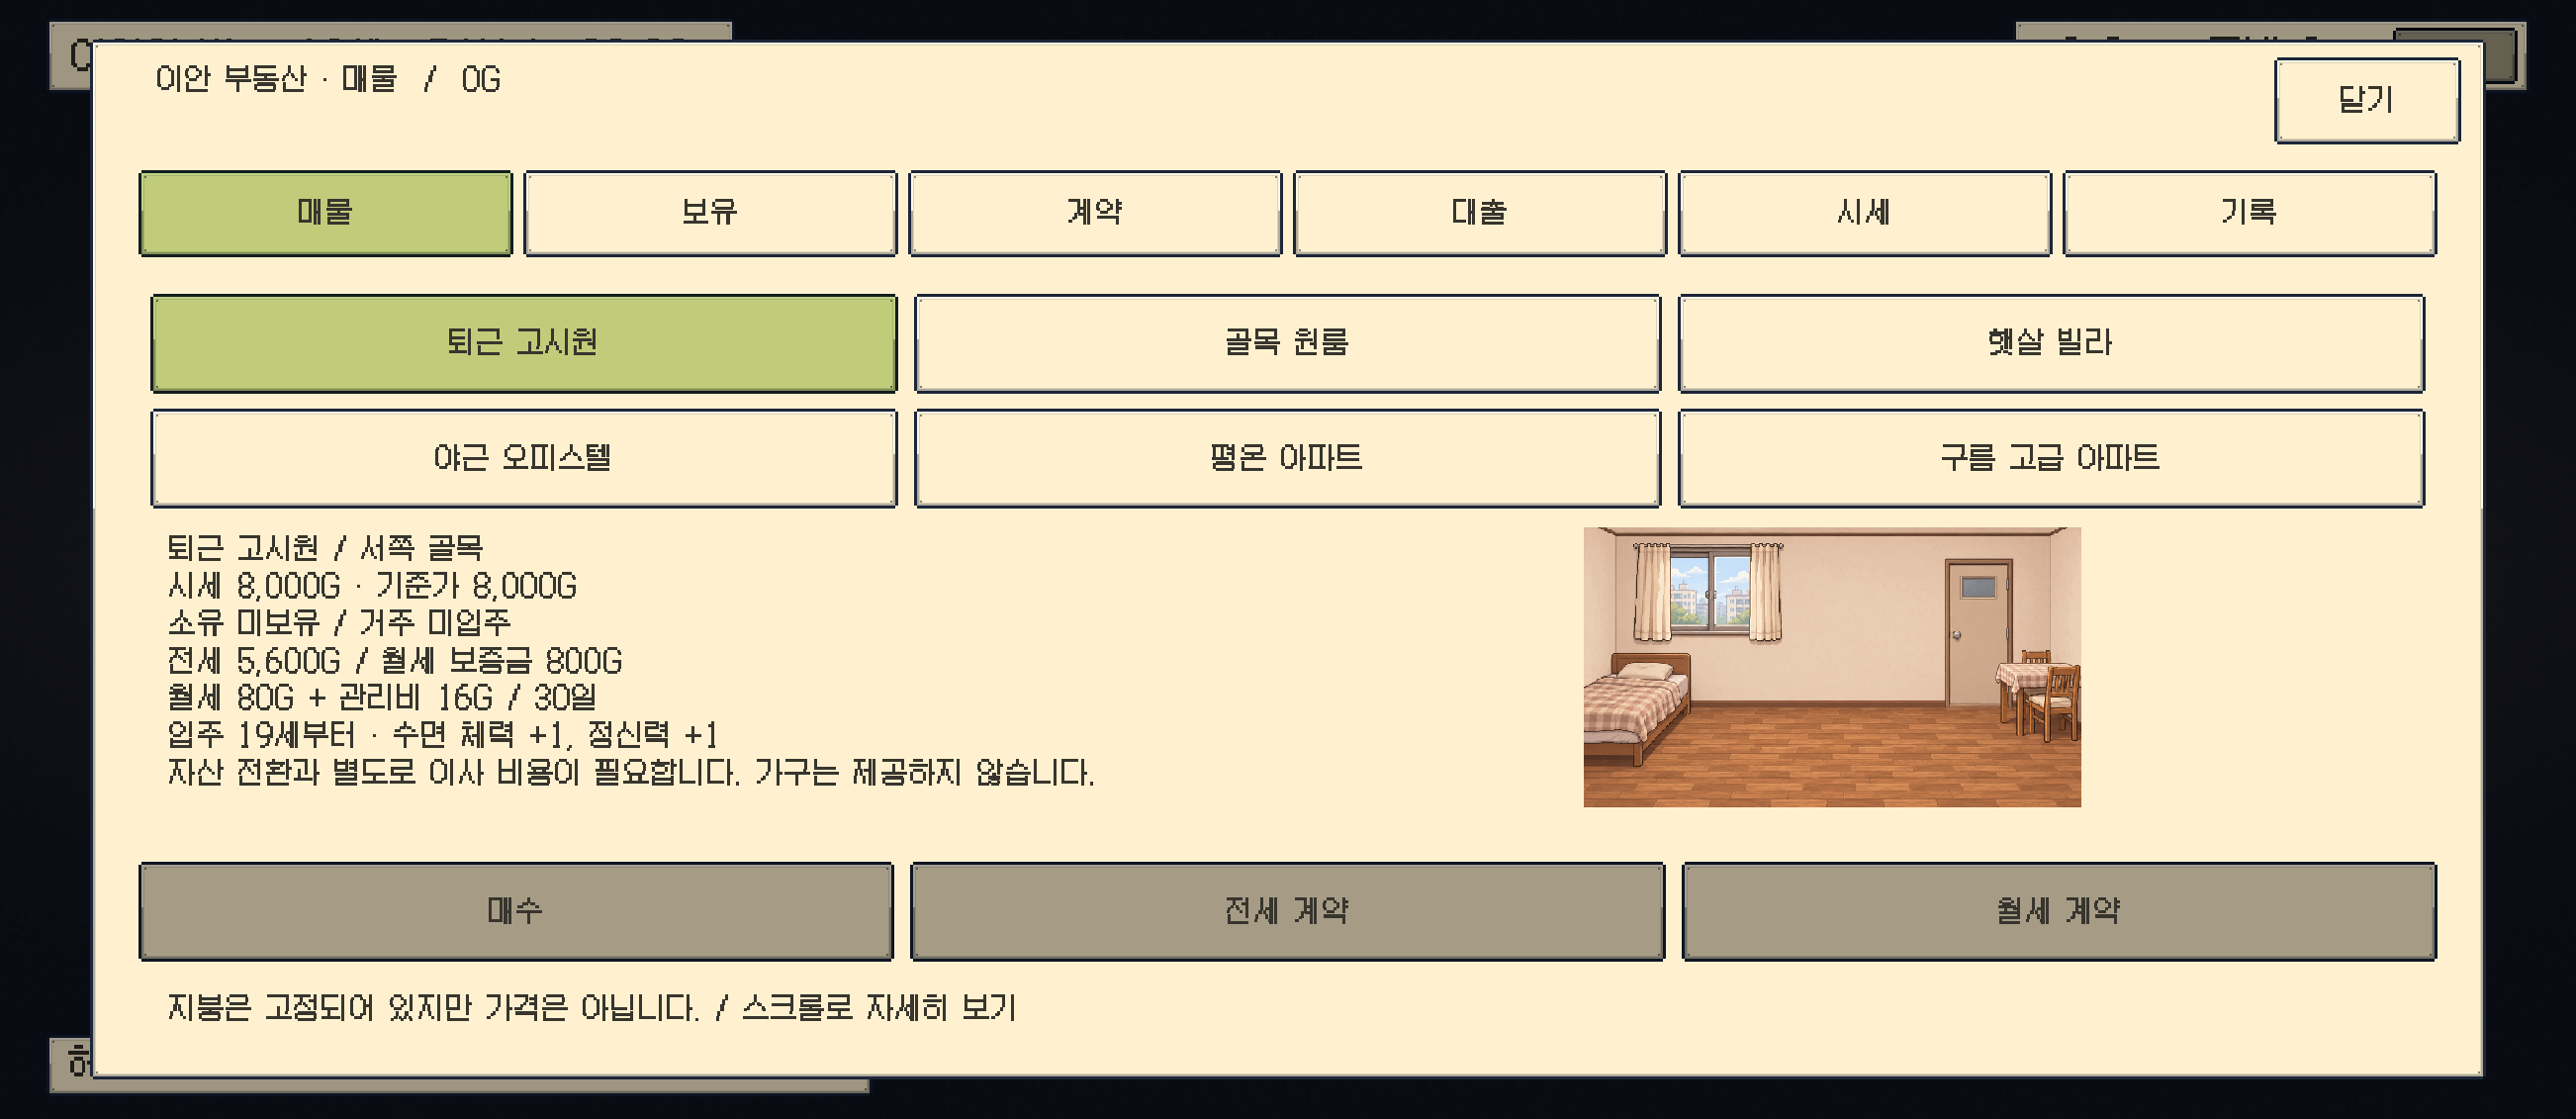 이안 부동산 · 매물 / 0G
닫기
매물 보유 계약 대출 시세 기록
퇴근 고시원 골목 원룸 햇살 빌라
야근 오피스텔 평온 아파트 구름 고급 아파트
퇴근 고시원 / 서쪽 골목
시세 8,000G · 기준가 8,000G
소유 미보유 / 거주 미입주
전세 5,600G / 월세 보증금 800G
월세 80G + 관리비 16G / 30일
입주 19세부터 · 수면 체력 +1, 정신력 +1
자산 전환과 별도로 이사 비용이 필요합니다. 가구는 제공하지 않습니다.
매수 전세 계약 월세 계약
지붕은 고정되어 있지만 가격은 아닙니다. / 스크롤로 자세히 보기